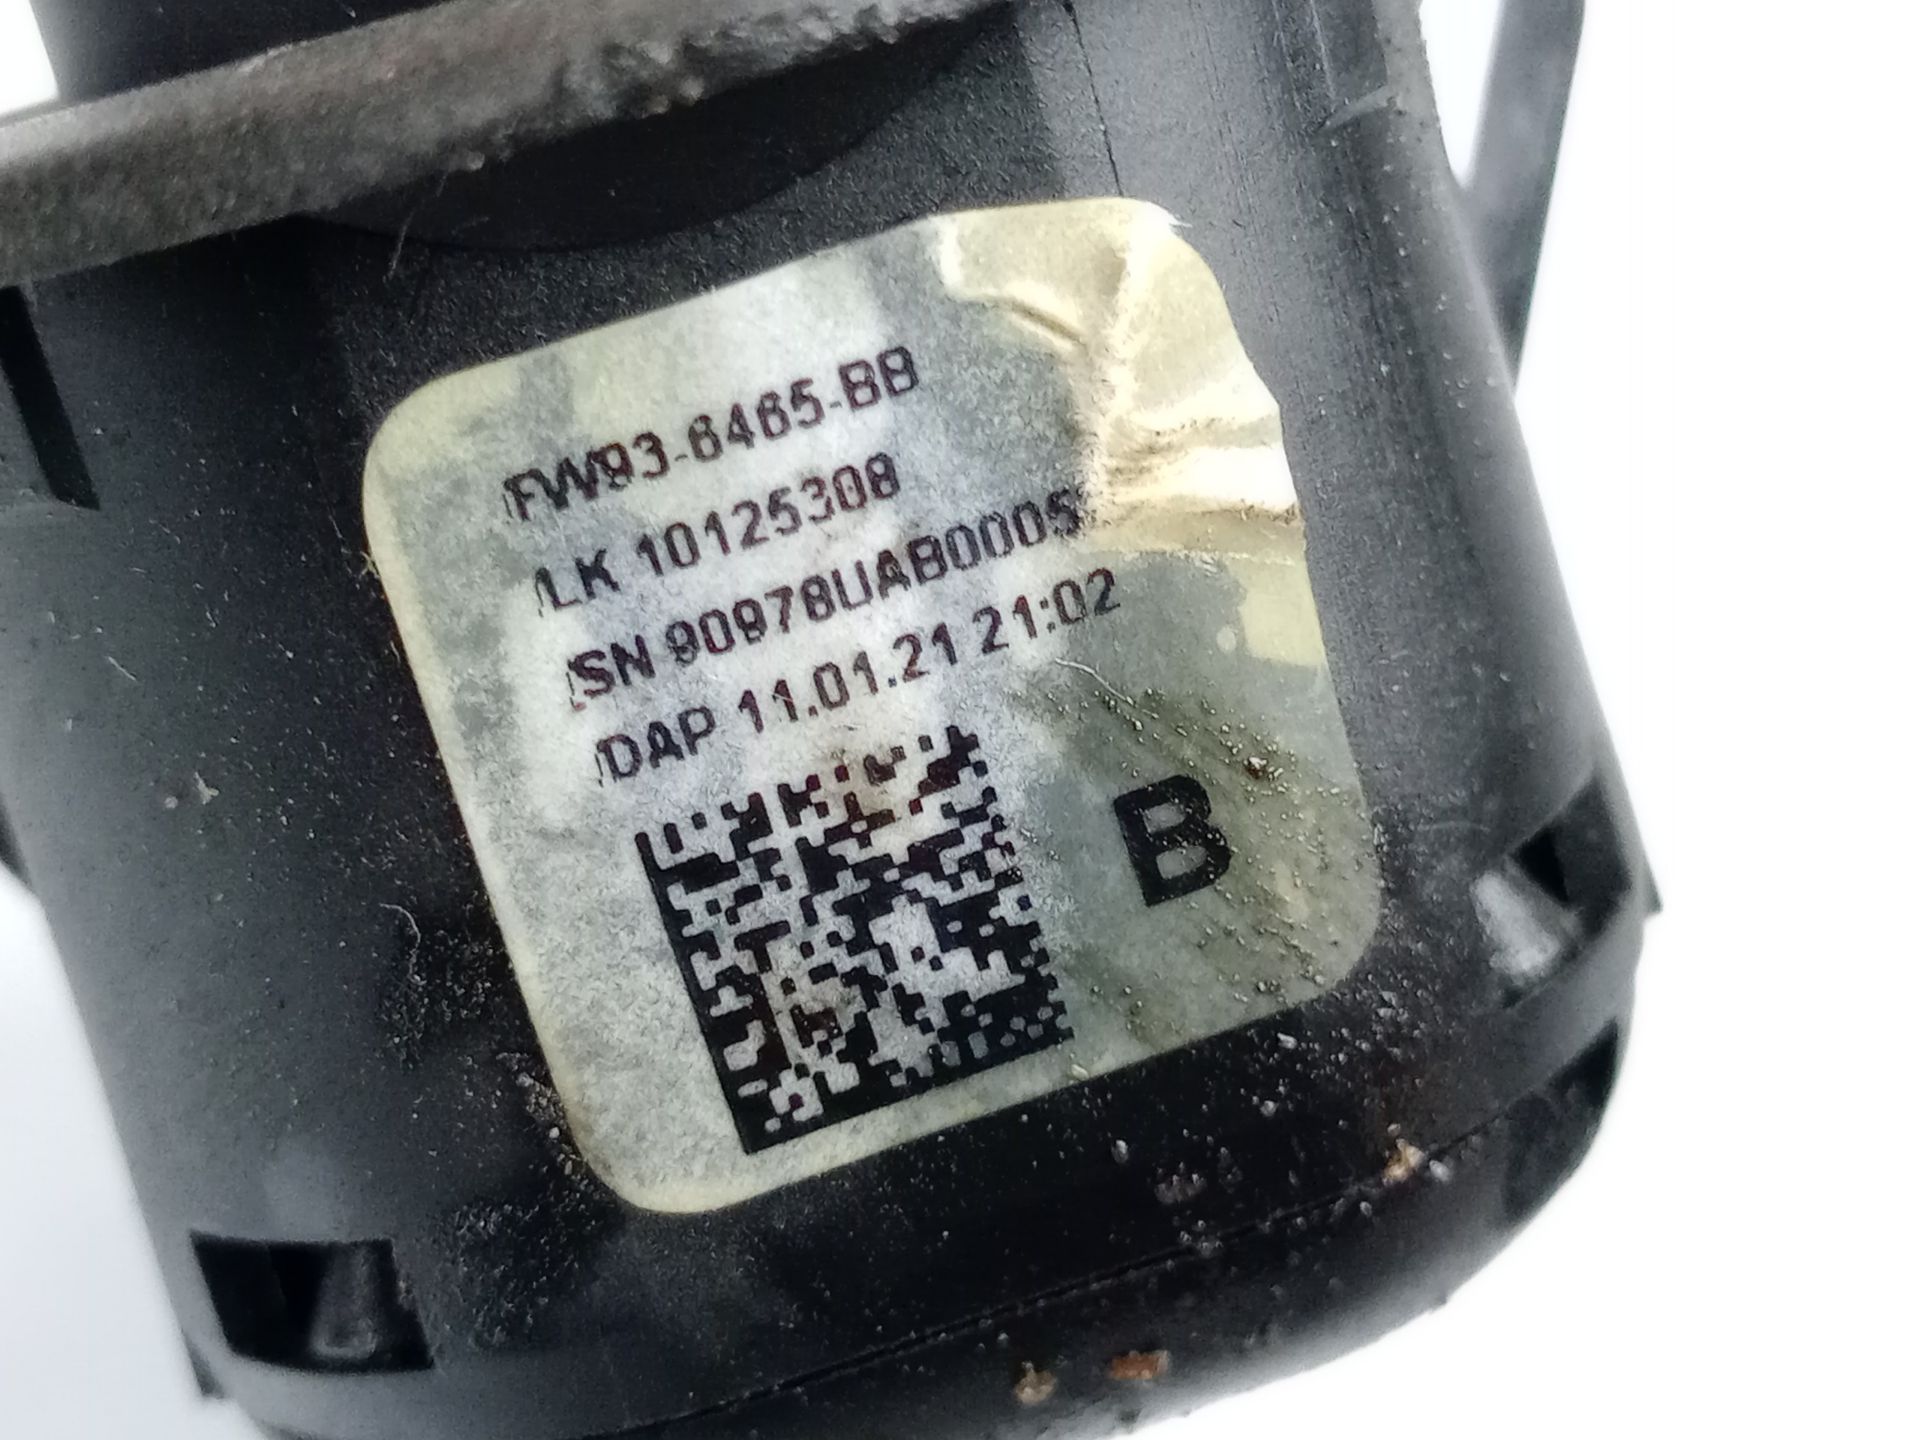 FW93-6465-BB
LK 10125308
SN 90978UAB0005
DAP 11.01.21 21:02
B